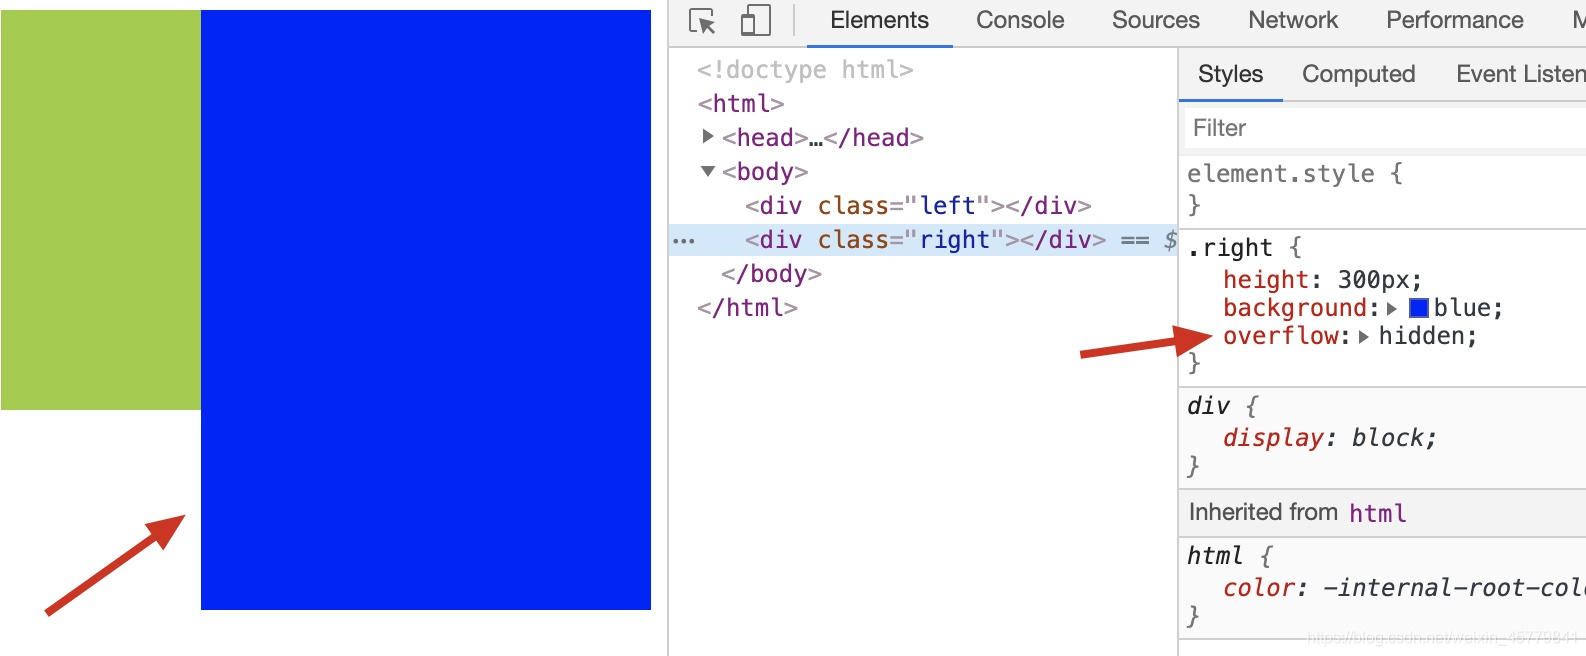 Elements Console Sources Network Performance
<!doctype html>
<html>
<head>…</head>
<body>
<div class="left"></div>
<div class="right"></div> == $
</body>
</html>
Styles Computed Event Listen
Filter
element.style {
}
.right {
height: 300px;
background: blue;
overflow: hidden;
}
div {
display: block;
}
Inherited from html
html {
color: -internal-root-col
}
https://blog.csdn.net/weixin_45779841